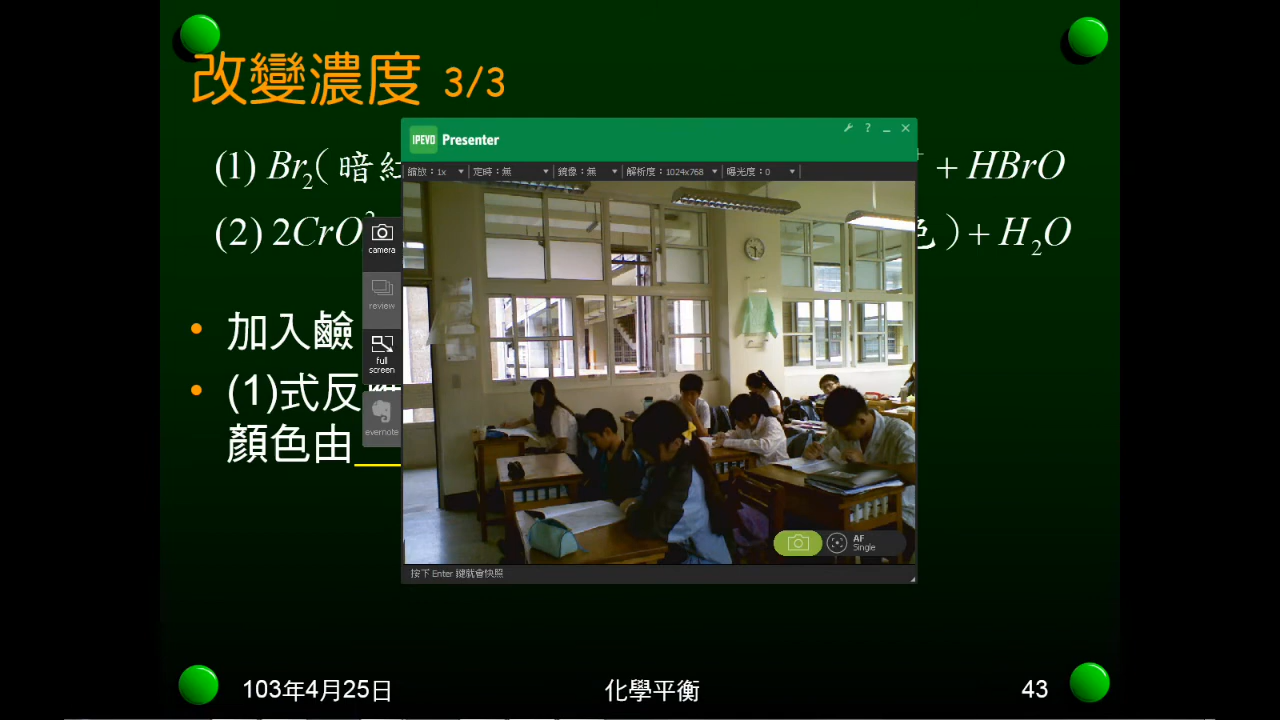 改變濃度 3/3
IPEVO Presenter
縮放：1x 定時：無 鏡像：無 解析度：1024x768 曝光度：0
(1) Br₂(暗紅 + HBrO
(2) 2CrO 色)+H₂O
camera
review
full screen
evernote
加入鹼
(1)式反
顏色由
AF Single
按下 Enter 鍵就會快照
103年4月25日 化學平衡 43